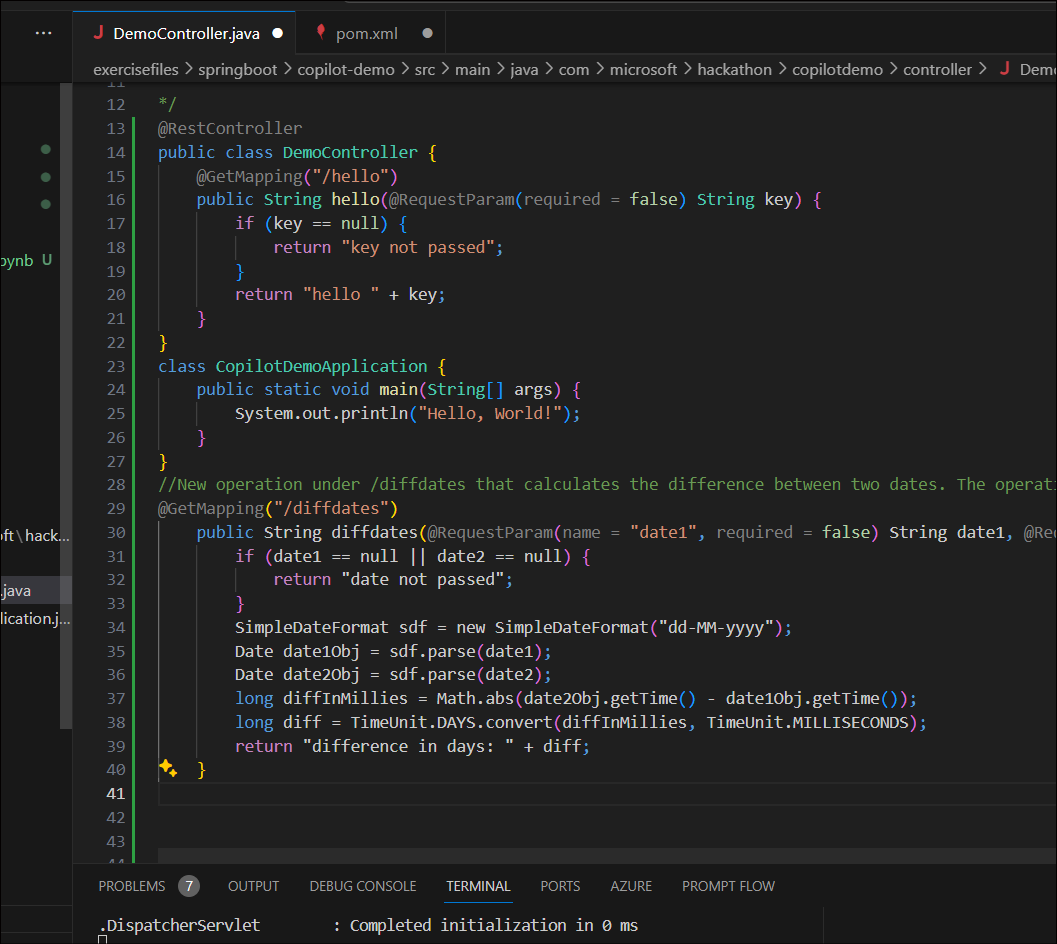 ... J DemoController.java pom.xml
exercisefiles > springboot > copilot-demo > src > main > java > com > microsoft > hackathon > copilotdemo > controller > J Demo
12 */
13 @RestController
14 public class DemoController {
15 @GetMapping("/hello")
16 public String hello(@RequestParam(required = false) String key) {
17 if (key == null) {
18 return "key not passed";
19 }
20 return "hello " + key;
21 }
22 }
23 class CopilotDemoApplication {
24 public static void main(String[] args) {
25 System.out.println("Hello, World!");
26 }
27 }
28 //New operation under /diffdates that calculates the difference between two dates. The operati
29 @GetMapping("/diffdates")
30 public String diffdates(@RequestParam(name = "date1", required = false) String date1, @Re
31 if (date1 == null || date2 == null) {
32 return "date not passed";
33 }
34 SimpleDateFormat sdf = new SimpleDateFormat("dd-MM-yyyy");
35 Date date1Obj = sdf.parse(date1);
36 Date date2Obj = sdf.parse(date2);
37 long diffInMillies = Math.abs(date2Obj.getTime() - date1Obj.getTime());
38 long diff = TimeUnit.DAYS.convert(diffInMillies, TimeUnit.MILLISECONDS);
39 return "difference in days: " + diff;
40 }
41
42
43
ynb U
oft\hack...
.java
lication.j...
PROBLEMS 7 OUTPUT DEBUG CONSOLE TERMINAL PORTS AZURE PROMPT FLOW
.DispatcherServlet : Completed initialization in 0 ms